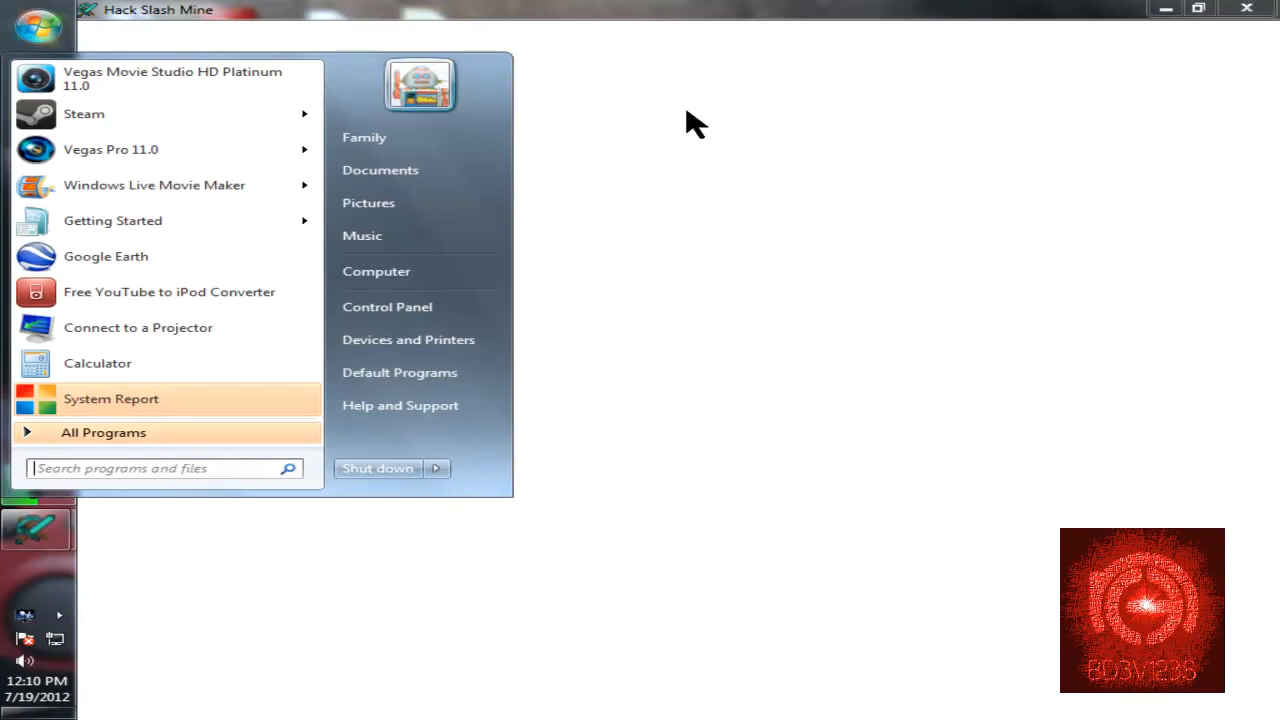 Hack Slash Mine
Vegas Movie Studio HD Platinum
11.0
Steam
Vegas Pro 11.0
Windows Live Movie Maker
Getting Started
Google Earth
Free YouTube to iPod Converter
Connect to a Projector
Calculator
System Report
All Programs
Search programs and files
Family
Documents
Pictures
Music
Computer
Control Panel
Devices and Printers
Default Programs
Help and Support
Shut down
12:10 PM
7/19/2012